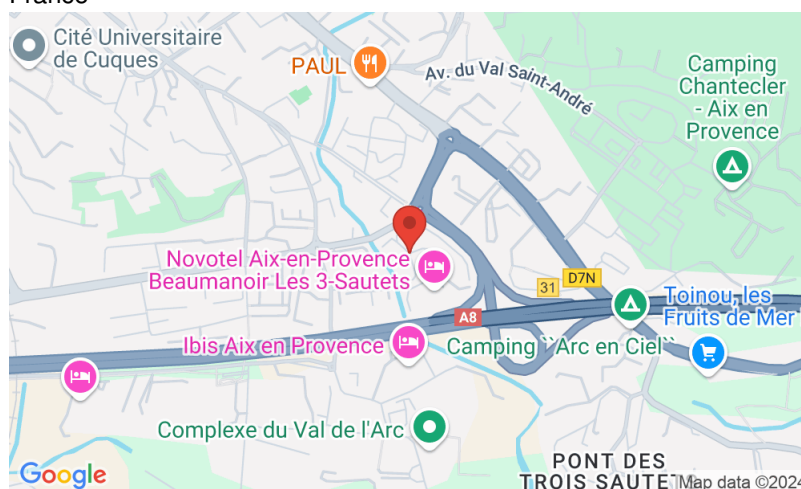 France
Cité Universitaire
de Cuques
PAUL
Av. du Val Saint-André
Camping
Chantecler
- Aix en
Provence
Novotel Aix-en-Provence
Beaumanoir Les 3-Sautets
31
D7N
A8
Toinou, les
Fruits de Mer
Ibis Aix en Provence
Camping ``Arc en Ciel``
Complexe du Val de l'Arc
PONT DES
TROIS SAUTETS
Google
Map data ©2024